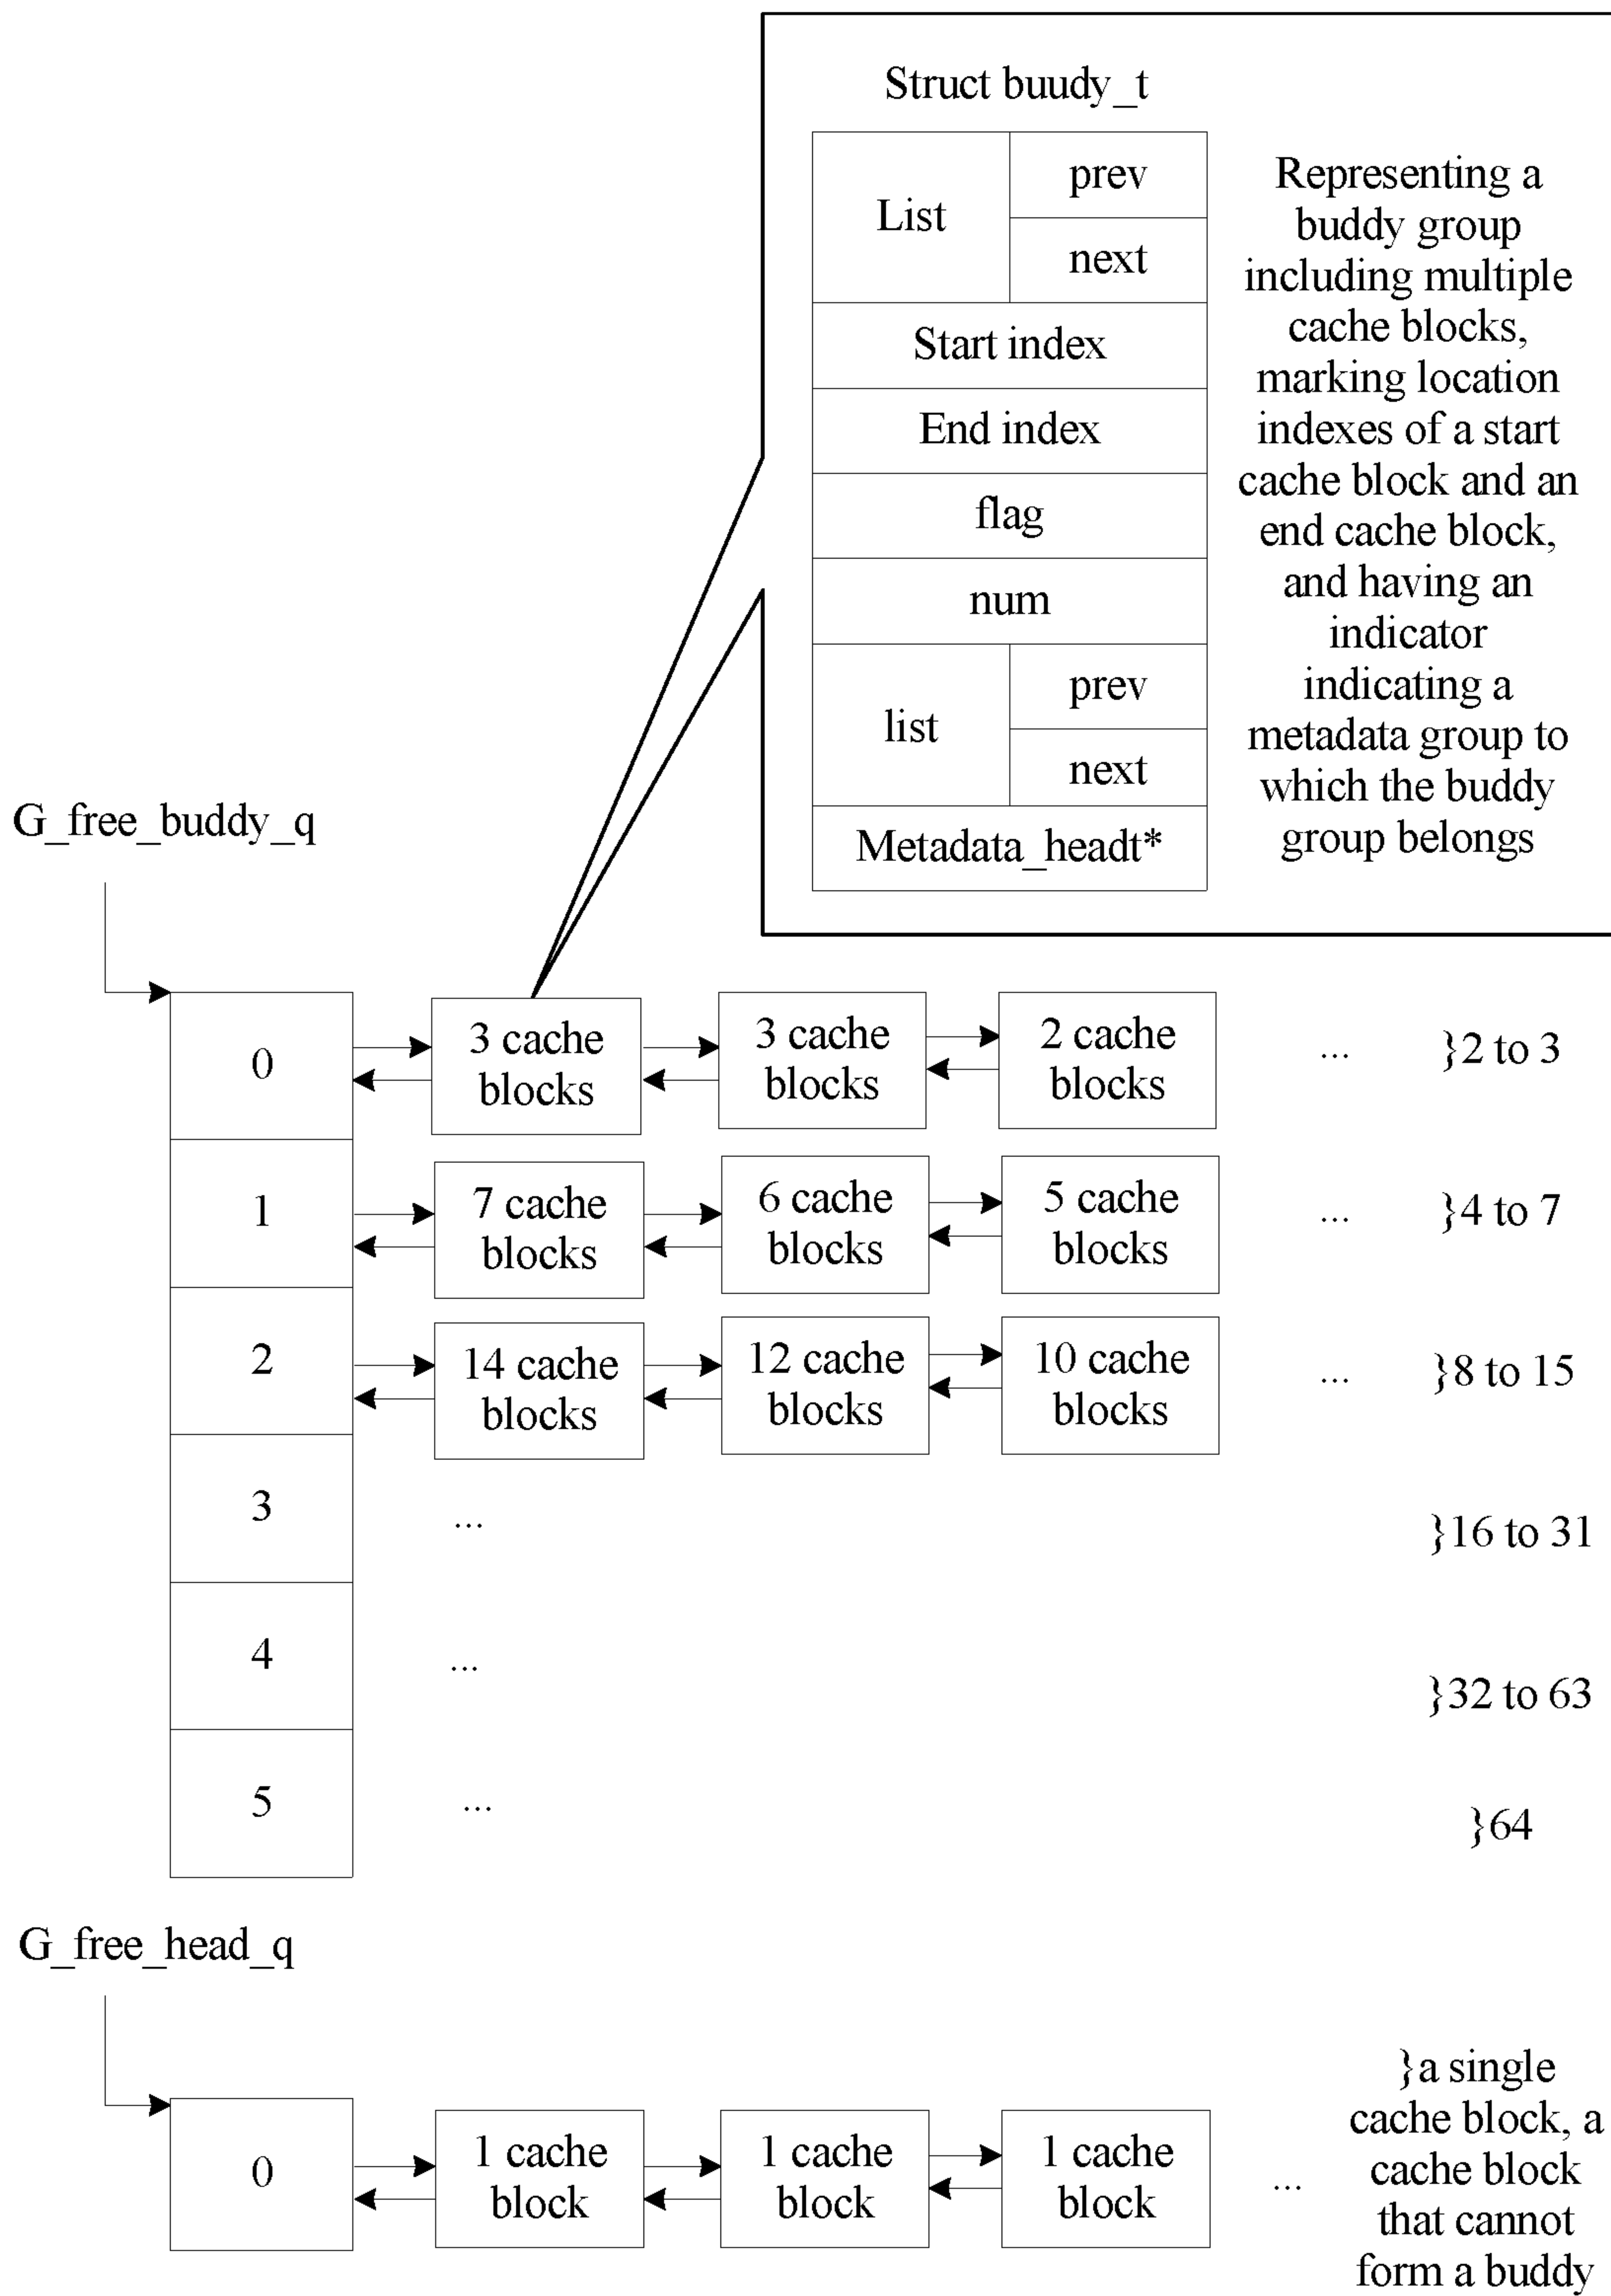 Struct buudy_t
List
prev
next
Start index
End index
flag
num
list
prev
next
Metadata_headt*
Representing a
buddy group
including multiple
cache blocks,
marking location
indexes of a start
cache block and an
end cache block,
and having an
indicator
indicating a
metadata group to
which the buddy
group belongs
G_free_buddy_q
0
3 cache
blocks
3 cache
blocks
2 cache
blocks
...
}2 to 3
1
7 cache
blocks
6 cache
blocks
5 cache
blocks
...
}4 to 7
2
14 cache
blocks
12 cache
blocks
10 cache
blocks
...
}8 to 15
3
...
}16 to 31
4
...
}32 to 63
5
...
}64
G_free_head_q
0
1 cache
block
1 cache
block
1 cache
block
...
}a single
cache block, a
cache block
that cannot
form a buddy